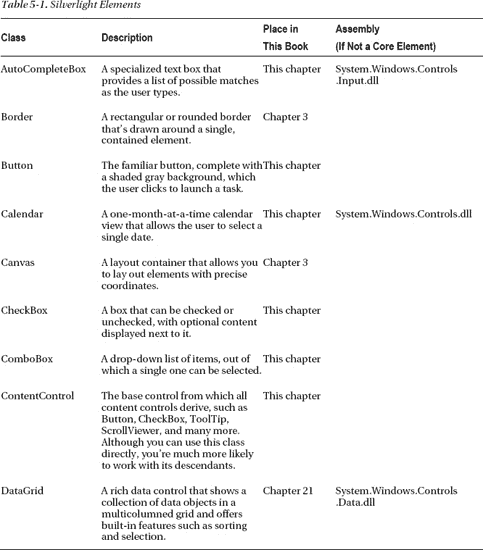 Table 5-1. Silverlight Elements
Class Description Place in This Book Assembly (If Not a Core Element)
AutoCompleteBox A specialized text box that This chapter System.Windows.Controls
provides a list of possible matches .Input.dll
as the user types.
Border A rectangular or rounded border Chapter 3
that's drawn around a single,
contained element.
Button The familiar button, complete with This chapter
a shaded gray background, which
the user clicks to launch a task.
Calendar A one-month-at-a-time calendar This chapter System.Windows.Controls.dll
view that allows the user to select a
single date.
Canvas A layout container that allows you Chapter 3
to lay out elements with precise
coordinates.
CheckBox A box that can be checked or This chapter
unchecked, with optional content
displayed next to it.
ComboBox A drop-down list of items, out of This chapter
which a single one can be selected.
ContentControl The base control from which all This chapter
content controls derive, such as
Button, CheckBox, ToolTip,
ScrollViewer, and many more.
Although you can use this class
directly, you're much more likely
to work with its descendants.
DataGrid A rich data control that shows a Chapter 21 System.Windows.Controls
collection of data objects in a .Data.dll
multicolumned grid and offers
built-in features such as sorting
and selection.